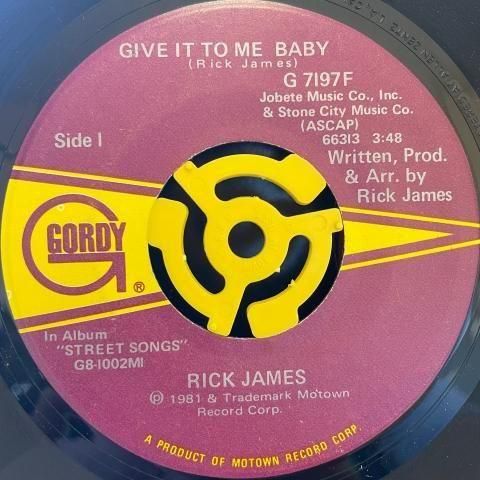 GIVE IT TO ME BABY
(Rick James)
G 7197F
Jobete Music Co., Inc.
& Stone City Music Co.
(ASCAP)
66313 3:48
Written, Prod.
& Arr. by
Rick James
Side 1
GORDY
®
In Album
"STREET SONGS"
G8-1002M1
RICK JAMES
℗ 1981 & Trademark Motown
Record Corp.
A PRODUCT OF MOTOWN RECORD CORP.